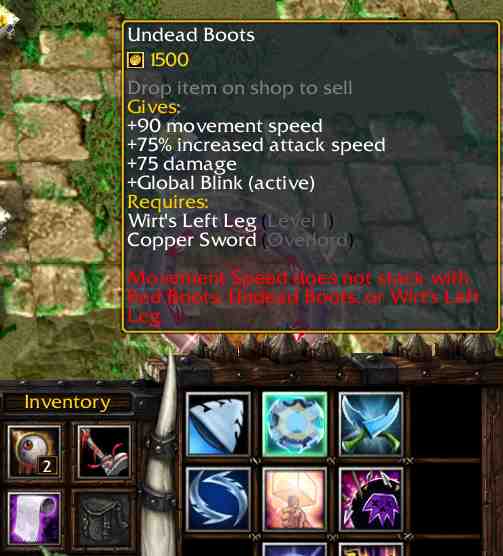 Undead Boots
1500
Drop item on shop to sell
Gives:
+90 movement speed
+75% increased attack speed
+75 damage
+Global Blink (active)
Requires:
Wirt's Left Leg (Level I)
Copper Sword (Overlord)
Movement Speed does not stack with
Red Boots, Undead Boots, or Wirt's Left
Leg
Inventory
2